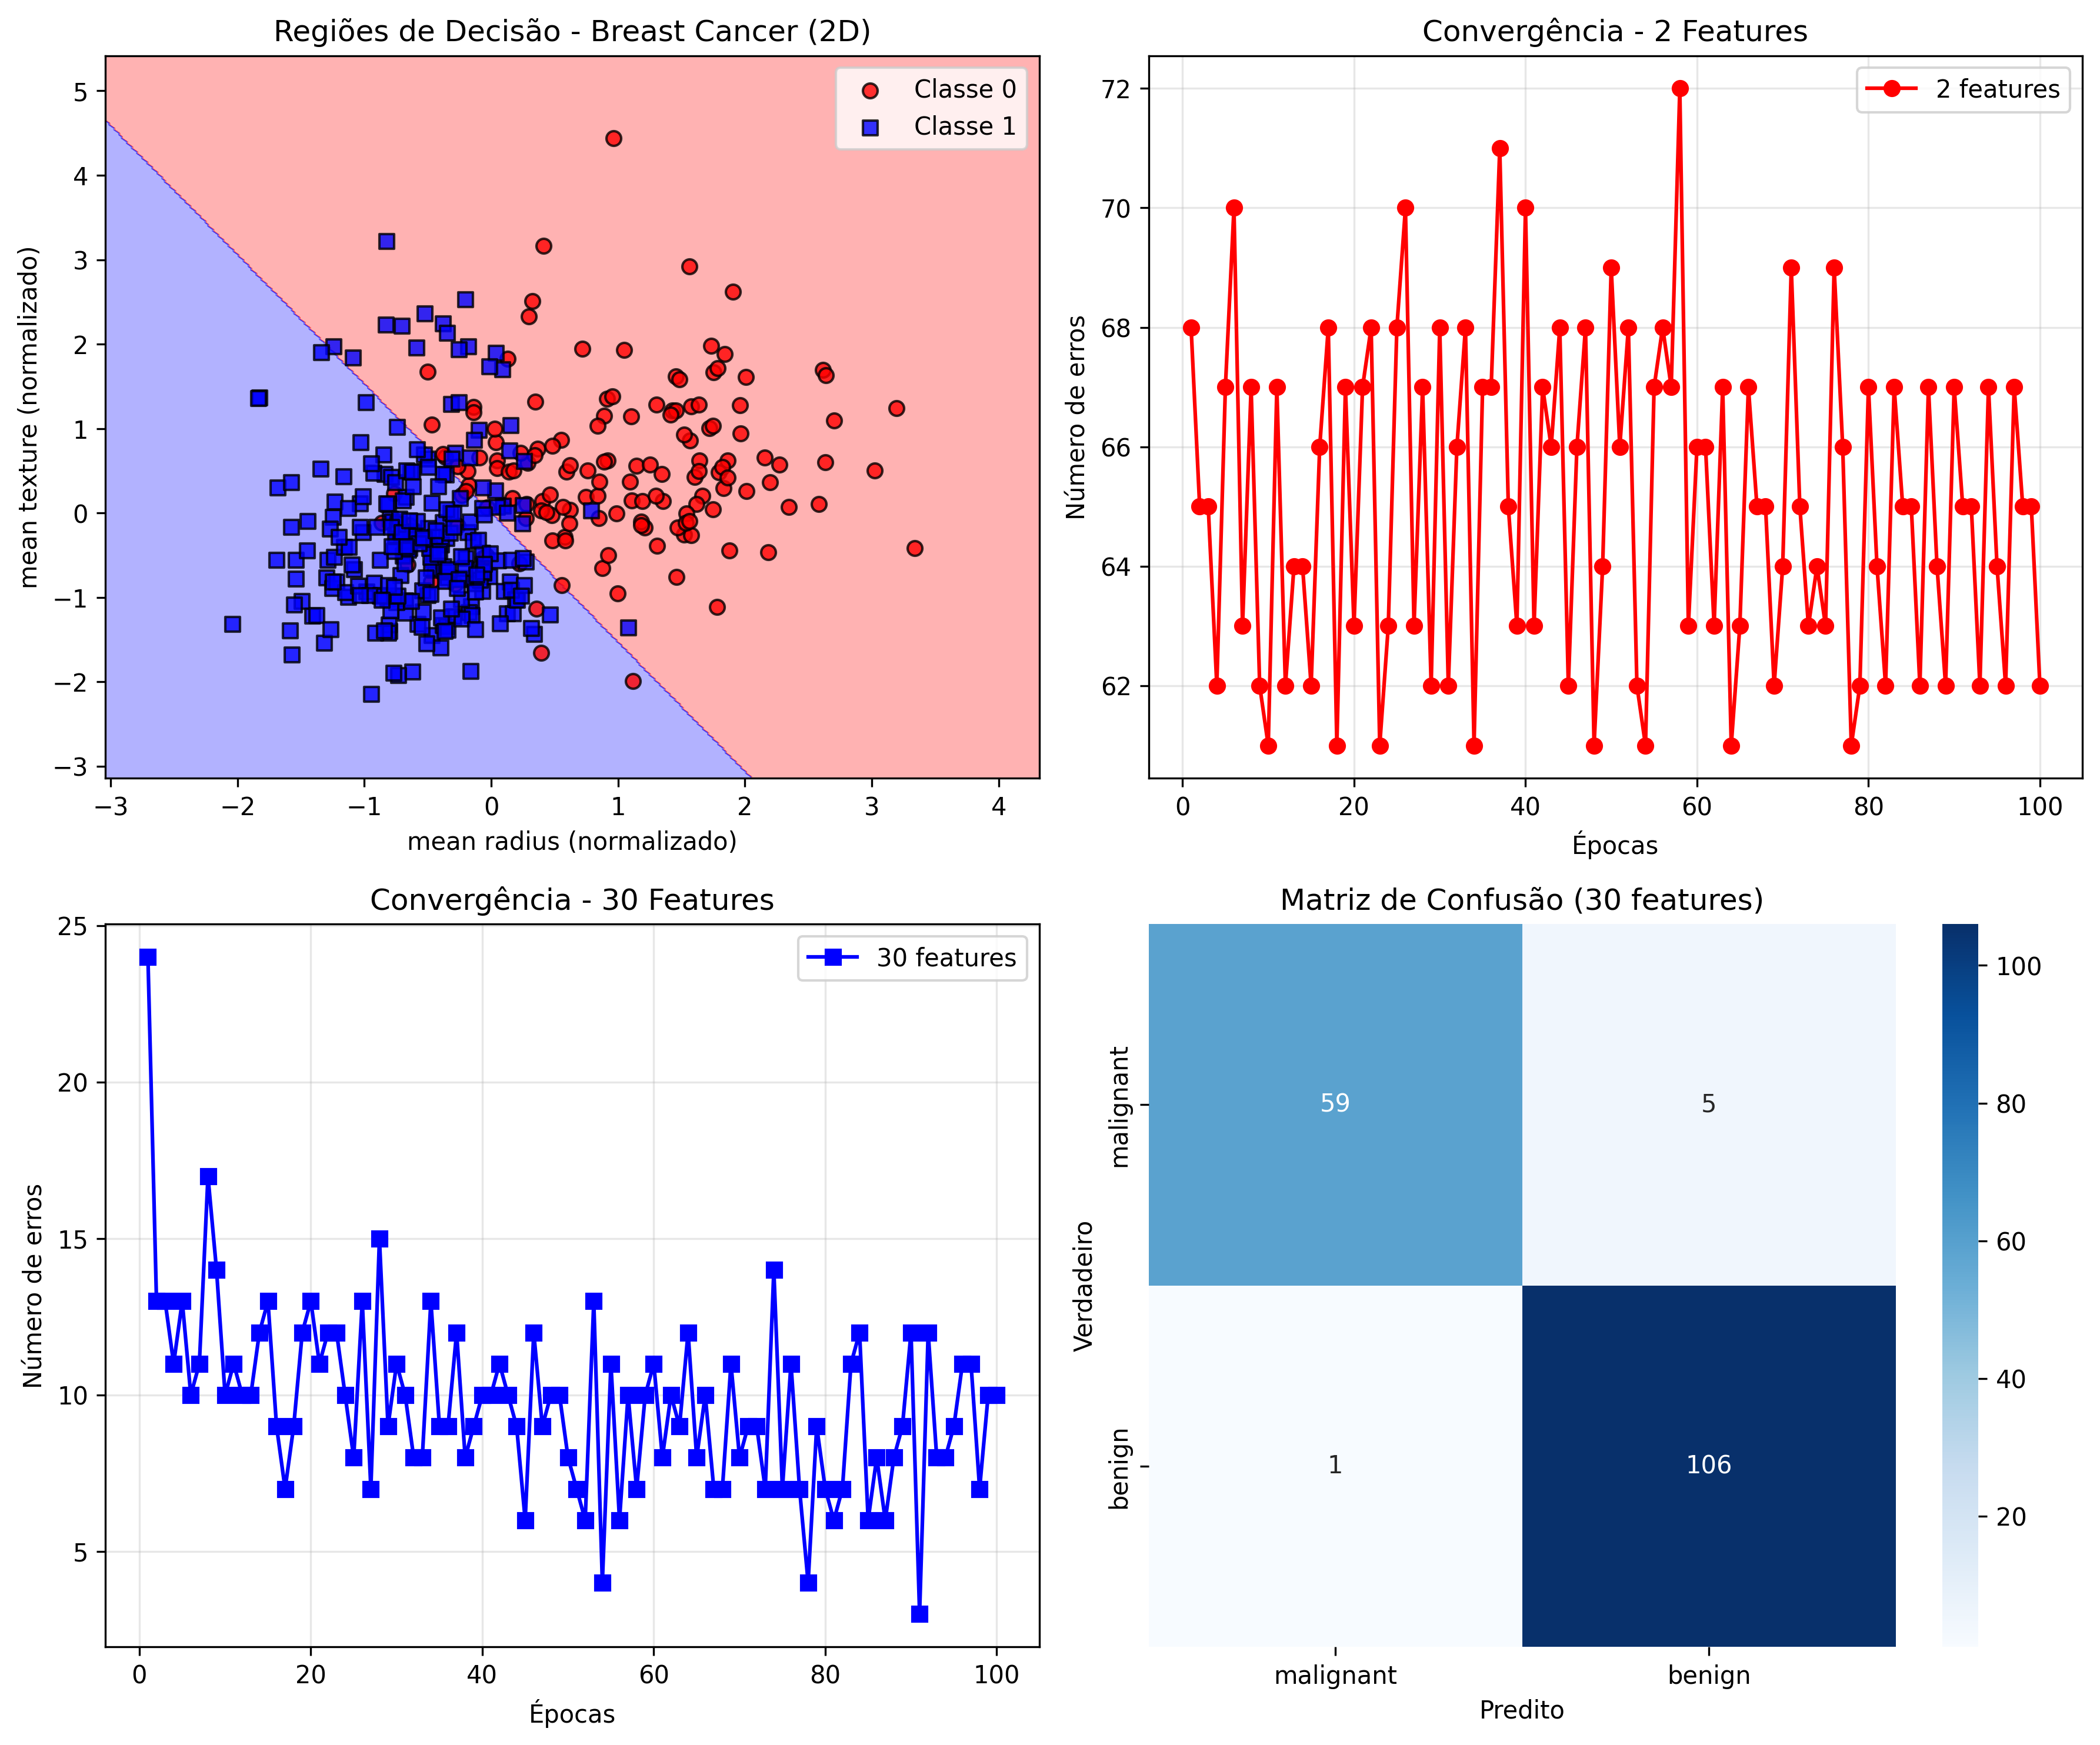 Regiões de Decisão - Breast Cancer (2D)
Classe 0
Classe 1
5
4
3
2
1
0
−1
−2
−3
mean texture (normalizado)
−3 −2 −1 0 1 2 3 4
mean radius (normalizado)
Convergência - 2 Features
2 features
72
70
68
66
64
62
Número de erros
0 20 40 60 80 100
Épocas
Convergência - 30 Features
30 features
25
20
15
10
5
Número de erros
0 20 40 60 80 100
Épocas
Matriz de Confusão (30 features)
malignant
benign
Verdadeiro
59 5
1 106
malignant benign
Predito
100
80
60
40
20